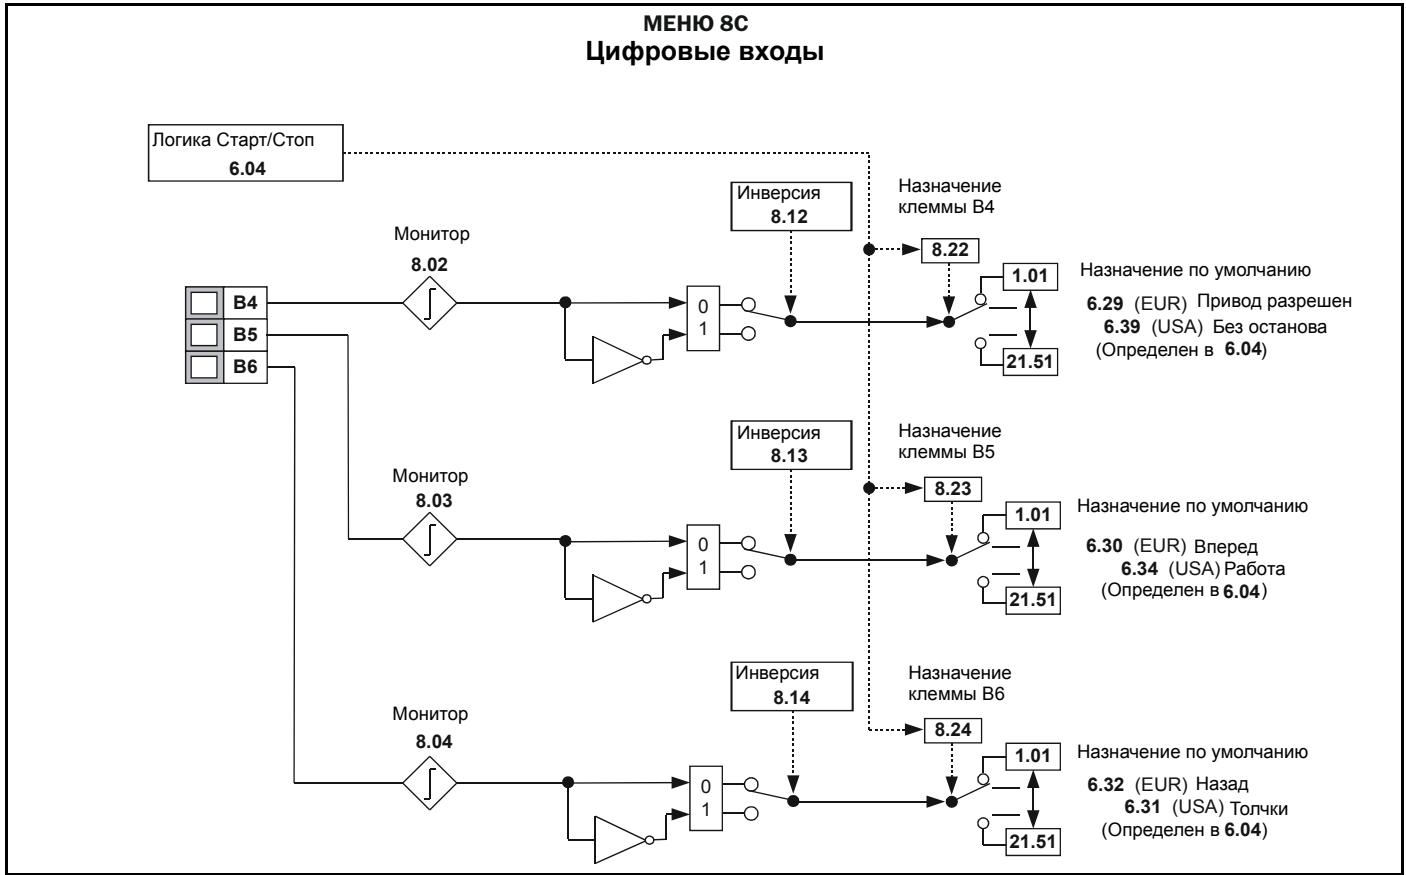 МЕНЮ 8C
Цифровые входы
Логика Старт/Стоп
6.04
Инверсия
8.12
Назначение
клеммы B4
8.22
Монитор
8.02
B4
B5
B6
0
1
1.01
21.51
Назначение по умолчанию
6.29 (EUR) Привод разрешен
6.39 (USA) Без останова
(Определен в 6.04)
Инверсия
8.13
Назначение
клеммы B5
8.23
Монитор
8.03
0
1
1.01
21.51
Назначение по умолчанию
6.30 (EUR) Вперед
6.34 (USA) Работа
(Определен в 6.04)
Инверсия
8.14
Назначение
клеммы B6
8.24
Монитор
8.04
0
1
1.01
21.51
Назначение по умолчанию
6.32 (EUR) Назад
6.31 (USA) Толчки
(Определен в 6.04)